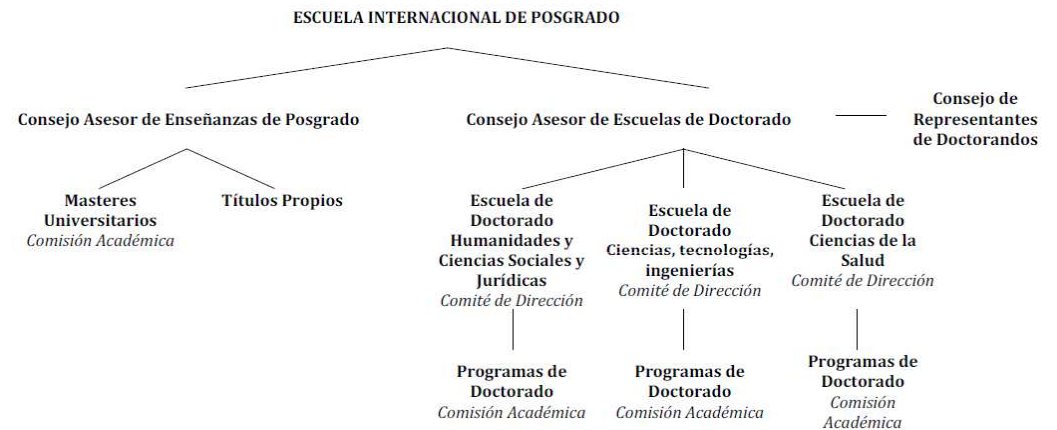 ESCUELA INTERNACIONAL DE POSGRADO
Consejo Asesor de Enseñanzas de Posgrado
Consejo Asesor de Escuelas de Doctorado
Consejo de
Representantes
de Doctorandos
Masteres
Universitarios
Comisión Académica
Títulos Propios
Escuela de
Doctorado
Humanidades y
Ciencias Sociales y
Jurídicas
Comité de Dirección
Escuela de
Doctorado
Ciencias, tecnologías,
ingenierías
Comité de Dirección
Escuela de
Doctorado
Ciencias de la
Salud
Comité de Dirección
Programas de
Doctorado
Comisión Académica
Programas de
Doctorado
Comisión Académica
Programas de
Doctorado
Comisión
Académica